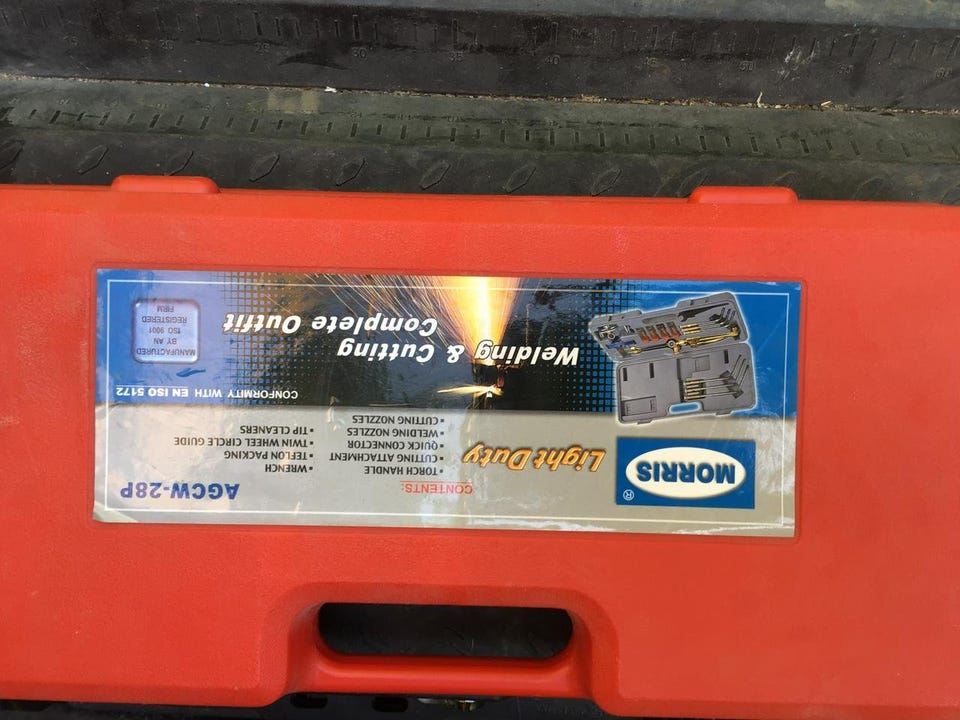 MORRIS
®
Light Duty
CONTENTS:
• TORCH HANDLE
• CUTTING ATTACHMENT
• QUICK CONNECTOR
• WELDING NOZZLES
• CUTTING NOZZLES
• WRENCH
• TEFLON PACKING
• TWIN WHEEL CIRCLE GUIDE
• TIP CLEANERS
AGCW-28P
CONFORMITY WITH EN ISO 5172
Welding & Cutting
Complete Outfit
MANUFACTURED
BY AN
ISO 9001
REGISTERED
FIRM